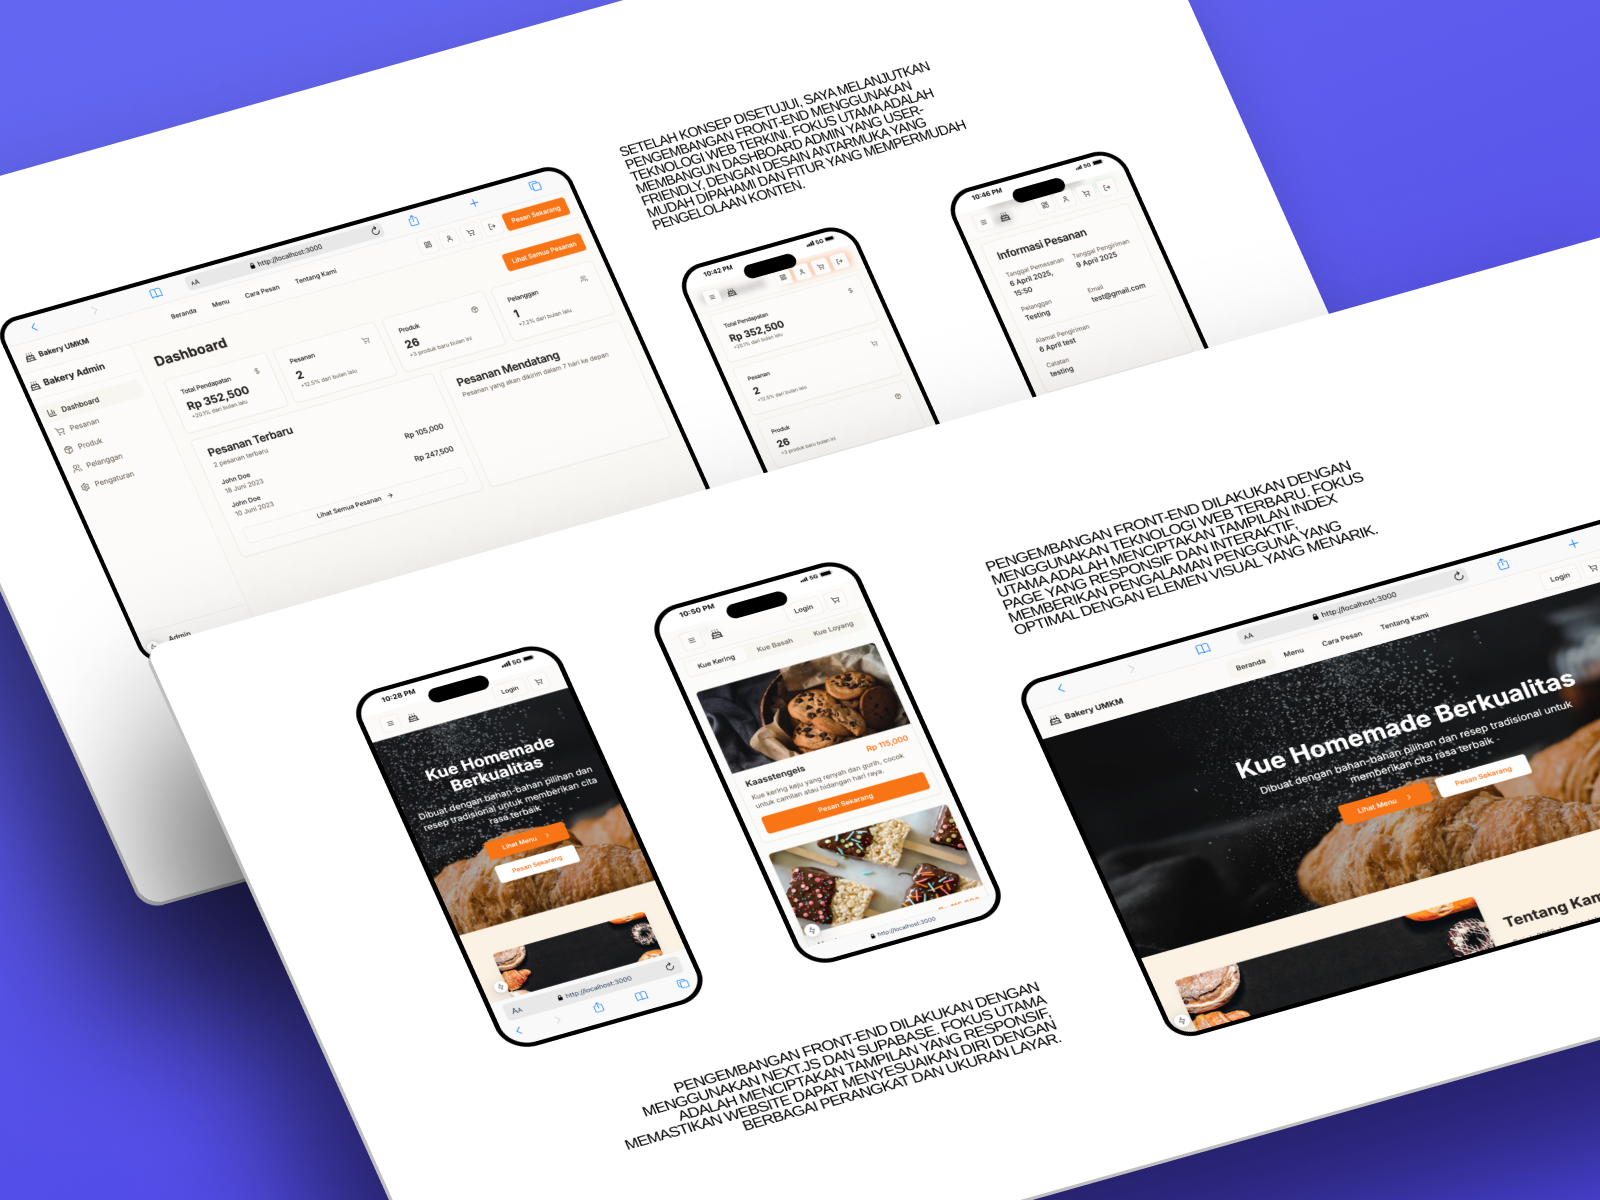 SETELAH KONSEP DISETUJUI, SAYA MELANJUTKAN
PENGEMBANGAN FRONT-END MENGGUNAKAN
TEKNOLOGI WEB TERKINI. FOKUS UTAMA ADALAH
MEMBANGUN DASHBOARD ADMIN YANG USER-
FRIENDLY, DENGAN DESAIN ANTARMUKA YANG
MUDAH DIPAHAMI DAN FITUR YANG MEMPERMUDAH
PENGELOLAAN KONTEN.
AA
http://localhost:3000
Bakery UMKM
Beranda
Menu
Cara Pesan
Tentang Kami
Pesan Sekarang
Bakery Admin
Dashboard
Pesanan
Produk
Pelanggan
Pengaturan
Admin
Dashboard
Lihat Semua Pesanan
Total Pendapatan
$
Rp 352,500
+20.1% dari bulan lalu
Pesanan
2
+12.5% dari bulan lalu
Produk
26
+3 produk baru bulan ini
Pelanggan
1
+7.2% dari bulan lalu
Pesanan Terbaru
2 pesanan terbaru
John Doe
18 Juni 2023
Rp 105,000
John Doe
10 Juni 2023
Rp 247,500
Lihat Semua Pesanan
Pesanan Mendatang
Pesanan yang akan dikirim dalam 7 hari ke depan
10:42 PM
5G
Total Pendapatan
$
Rp 352,500
+20.1% dari bulan lalu
Pesanan
2
+12.5% dari bulan lalu
Produk
26
+3 produk baru bulan ini
10:46 PM
5G
Informasi Pesanan
Tanggal Pemesanan
6 April 2025,
15:50
Tanggal Pengiriman
9 April 2025
Pelanggan
Testing
Email
test@gmail.com
Alamat Pengiriman
6 April test
Catatan
testing
10:28 PM
5G
Login
Kue Homemade
Berkualitas
Dibuat dengan bahan-bahan pilihan dan
resep tradisional untuk memberikan cita
rasa terbaik
Lihat Menu
Pesan Sekarang
AA
http://localhost:3000
10:50 PM
5G
Login
Kue Kering
Kue Basah
Kue Loyang
Rp 115,000
Kaasstengels
Kue kering keju yang renyah dan gurih, cocok
untuk camilan atau hidangan hari raya.
Pesan Sekarang
http://localhost:3000
PENGEMBANGAN FRONT-END DILAKUKAN DENGAN
MENGGUNAKAN TEKNOLOGI WEB TERBARU. FOKUS
UTAMA ADALAH MENCIPTAKAN TAMPILAN INDEX
PAGE YANG RESPONSIF DAN INTERAKTIF,
MEMBERIKAN PENGALAMAN PENGGUNA YANG
OPTIMAL DENGAN ELEMEN VISUAL YANG MENARIK.
AA
http://localhost:3000
Bakery UMKM
Beranda
Menu
Cara Pesan
Tentang Kami
Login
Kue Homemade Berkualitas
Dibuat dengan bahan-bahan pilihan dan resep tradisional untuk
memberikan cita rasa terbaik
Lihat Menu
Pesan Sekarang
Tentang Kam
PENGEMBANGAN FRONT-END DILAKUKAN DENGAN
MENGGUNAKAN NEXT.JS DAN SUPABASE. FOKUS UTAMA
ADALAH MENCIPTAKAN TAMPILAN YANG RESPONSIF,
MEMASTIKAN WEBSITE DAPAT MENYESUAIKAN DIRI DENGAN
BERBAGAI PERANGKAT DAN UKURAN LAYAR.